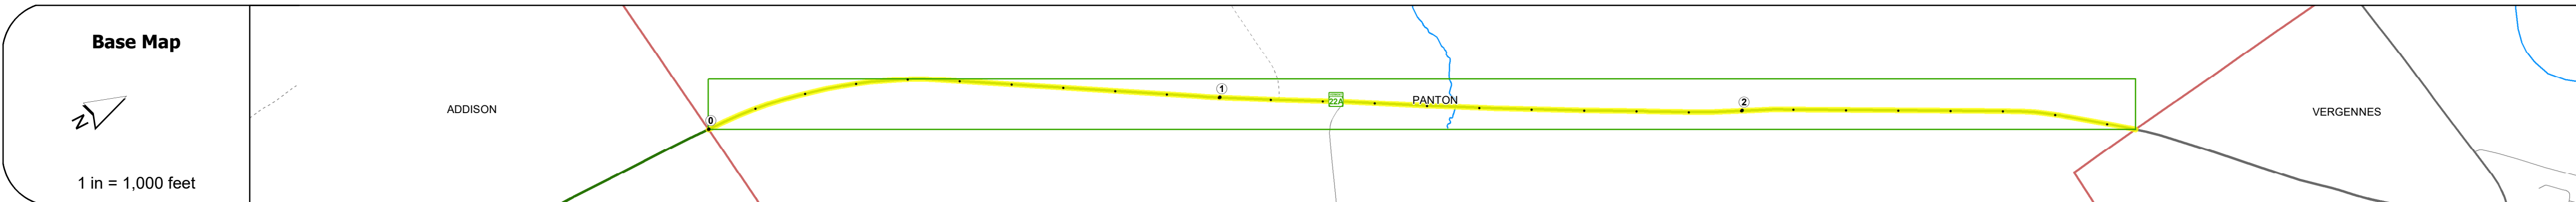 Base Map
N
1 in = 1,000 feet
ADDISON
0
1
22A
PANTON
2
VERGENNES